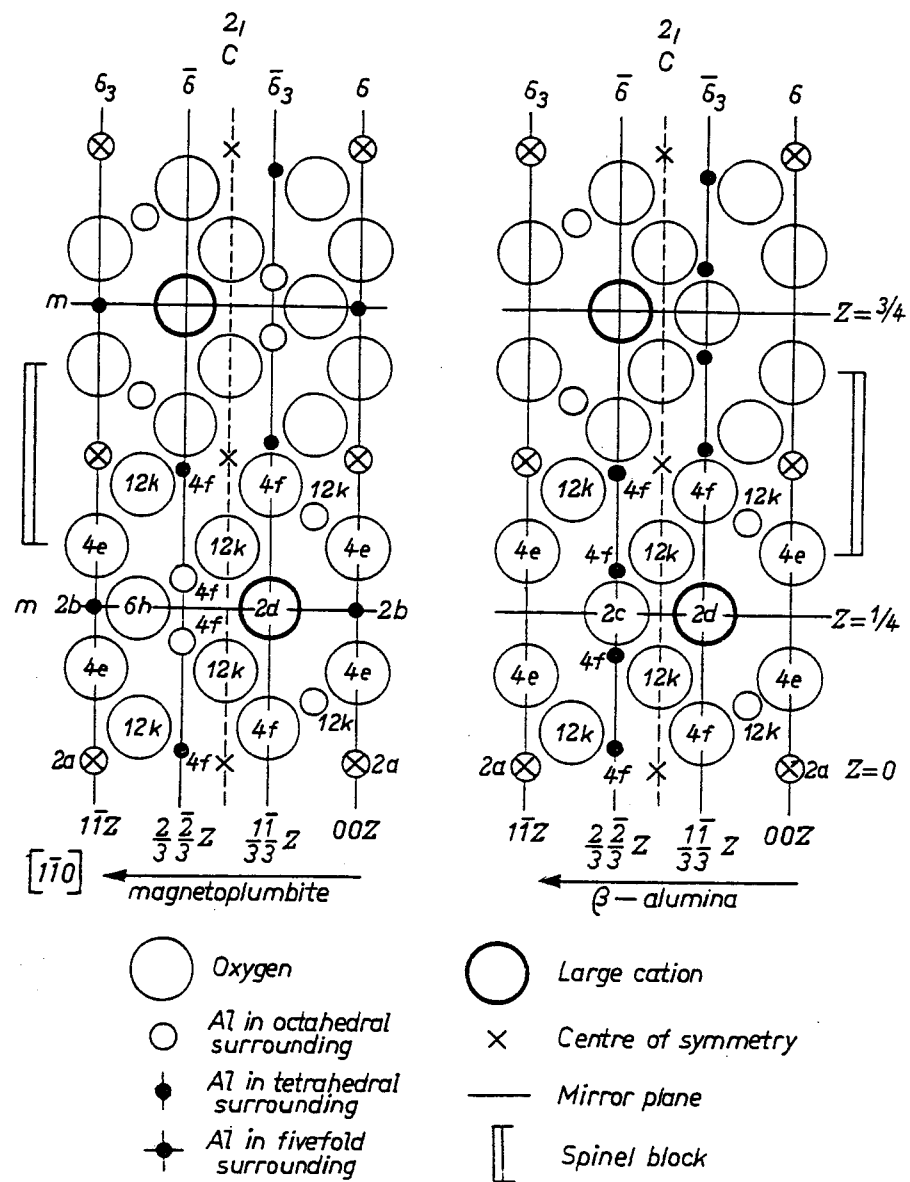 2₁ 2₁
C C
6₃ 6̅ 6̅₃ 6 6₃ 6̅ 6̅₃ 6
m Z=³/4
12k 4f 4f 12k 12k 4f 4f 12k
4e 12k 4e 4e 4f 12k 4e
m 2b 6h 4f 4f 2d 2b 2c 2d Z=¹/4
4e 12k 4e 4e 4f 12k 4e
12k 4f 12k 12k 4f 12k
2a 4f 2a 2a 4f 2a Z=0
11̅Z 2/3 2̅/3 Z 1/3 1̅/3 Z 00Z 11̅Z 2/3 2̅/3 Z 1/3 1̅/3 Z 00Z
[11̅0] magnetoplumbite β – alumina
Oxygen Large cation
Al in octahedral
surrounding Centre of symmetry
Al in tetrahedral
surrounding Mirror plane
Al in fivefold
surrounding Spinel block